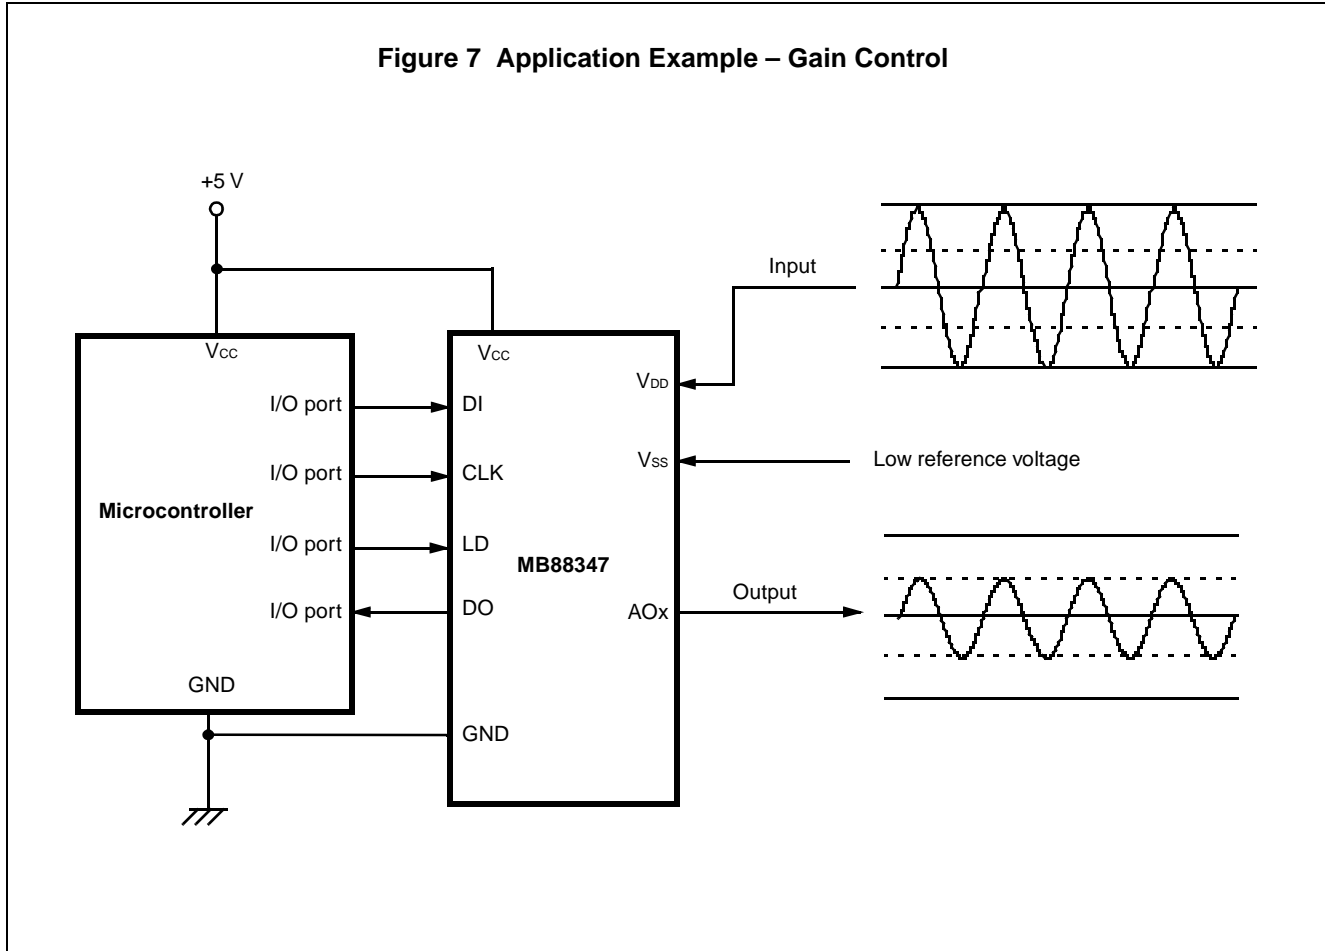 Figure 7 Application Example – Gain Control
+5 V
Input
VCC
VCC
VDD
I/O port
DI
VSS
Low reference voltage
I/O port
CLK
Microcontroller
I/O port
LD
MB88347
I/O port
DO
AOx
Output
GND
GND